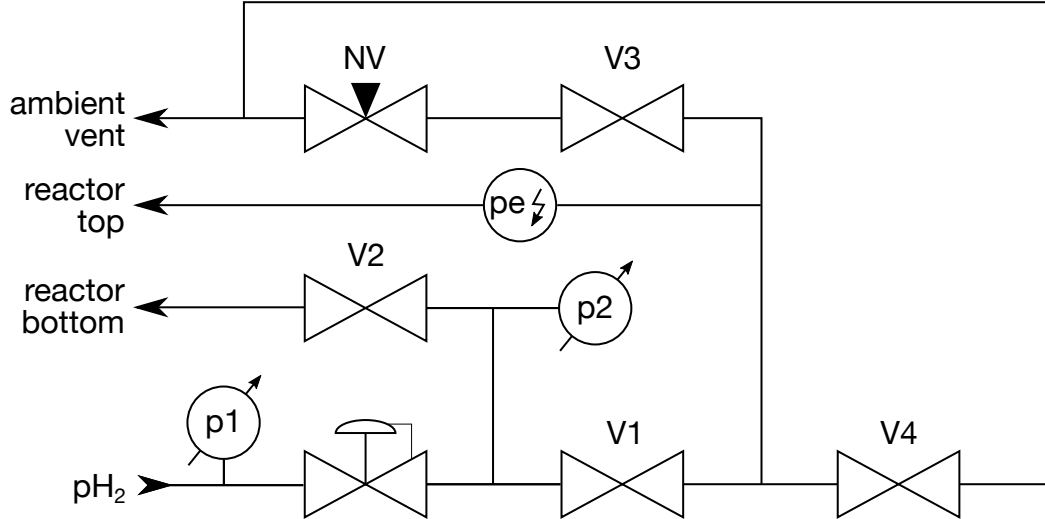 NV
V3
ambient
vent
reactor
top
pe
V2
reactor
bottom
p2
p1
V1
V4
pH₂